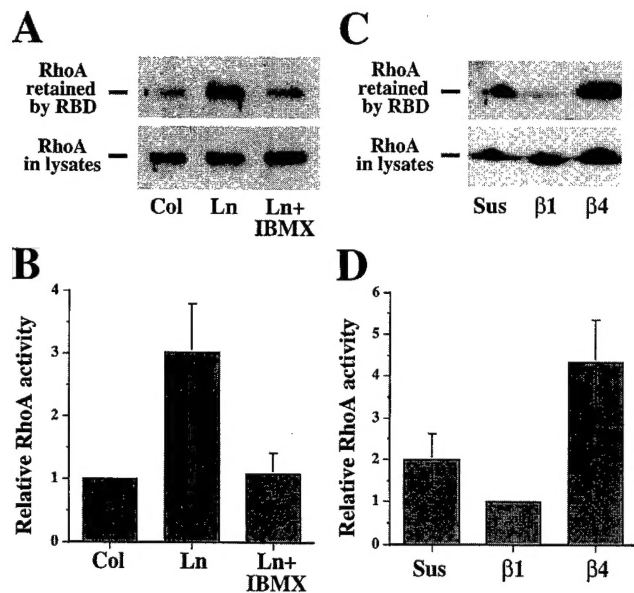 A
RhoA
retained
by RBD
RhoA
in lysates
Col
Ln
Ln+
IBMX
C
RhoA
retained
by RBD
RhoA
in lysates
Sus
β1
β4
B
Relative RhoA activity
4
3
2
1
0
Col
Ln
Ln+
IBMX
D
Relative RhoA activity
6
5
4
3
2
1
0
Sus
β1
β4